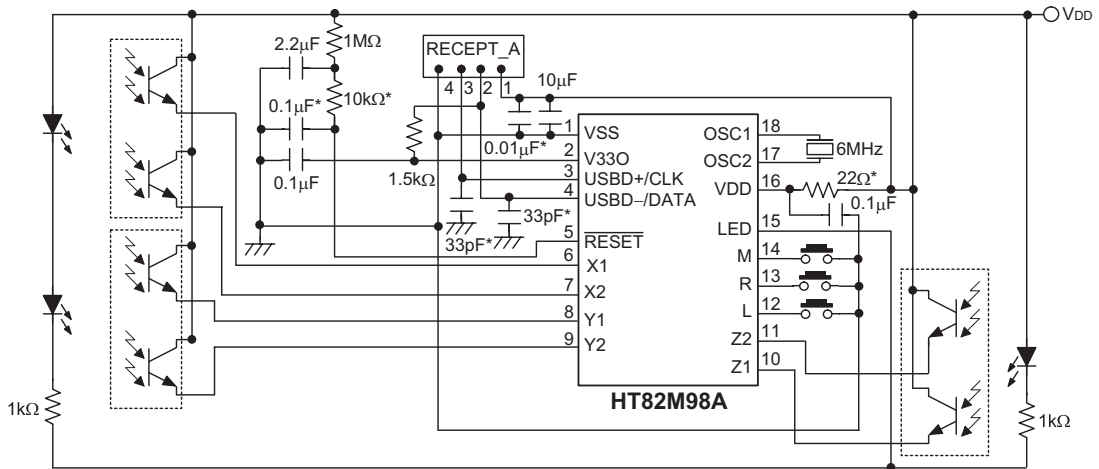 VDD
2.2μF
1MΩ
RECEPT_A
4 3 2 1
10μF
0.1μF*
10kΩ*
0.01μF*
0.1μF
1.5kΩ
33pF*
33pF*
1 VSS
2 V33O
3 USBD+/CLK
4 USBD−/DATA
5 RESET
6 X1
7 X2
8 Y1
9 Y2
OSC1 18
OSC2 17
6MHz
VDD 16
22Ω*
0.1μF
LED 15
M 14
R 13
L 12
Z2 11
Z1 10
HT82M98A
1kΩ
1kΩ